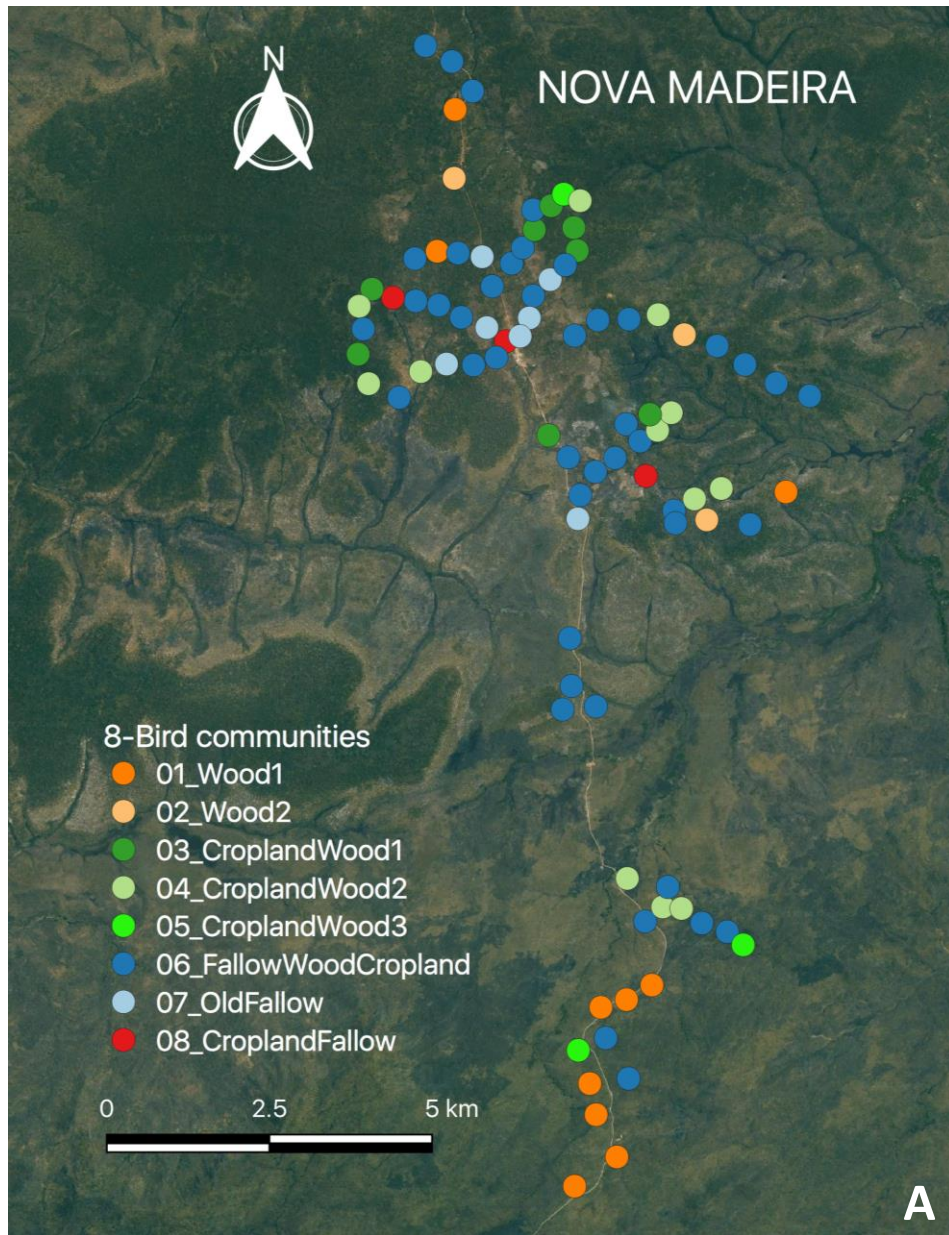 N
NOVA MADEIRA
8-Bird communities
01_Wood1
02_Wood2
03_CroplandWood1
04_CroplandWood2
05_CroplandWood3
06_FallowWoodCropland
07_OldFallow
08_CroplandFallow
0 2.5 5 km
A